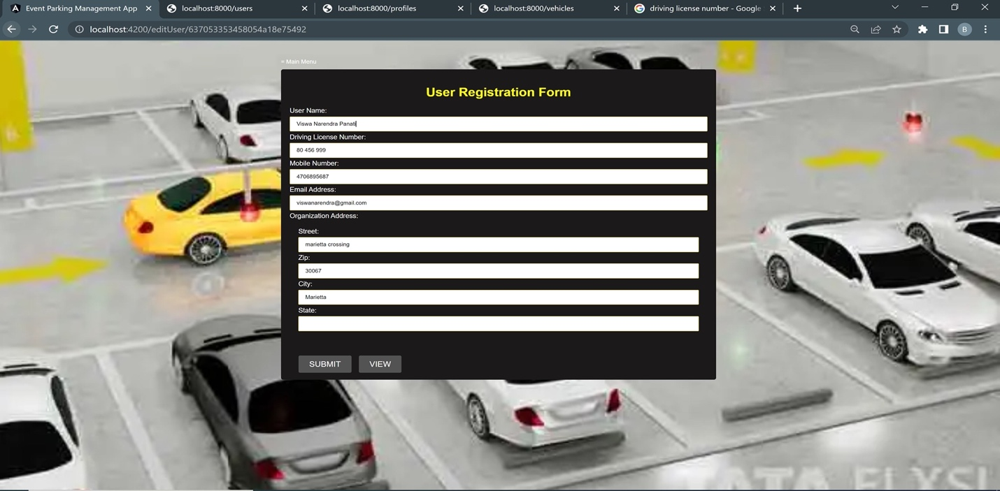 Event Parking Management App
localhost:8000/users
localhost:8000/profiles
localhost:8000/vehicles
driving license number - Google
localhost:4200/editUser/637053353458054a18e75492
B
= Main Menu
User Registration Form
User Name:
Viswa Narendra Panati
Driving License Number:
80 456 999
Mobile Number:
4706895687
Email Address:
viswanarendra@gmail.com
Organization Address:
Street:
marietta crossing
Zip:
30067
City:
Marietta
State:
SUBMIT VIEW
TATA ELXSI